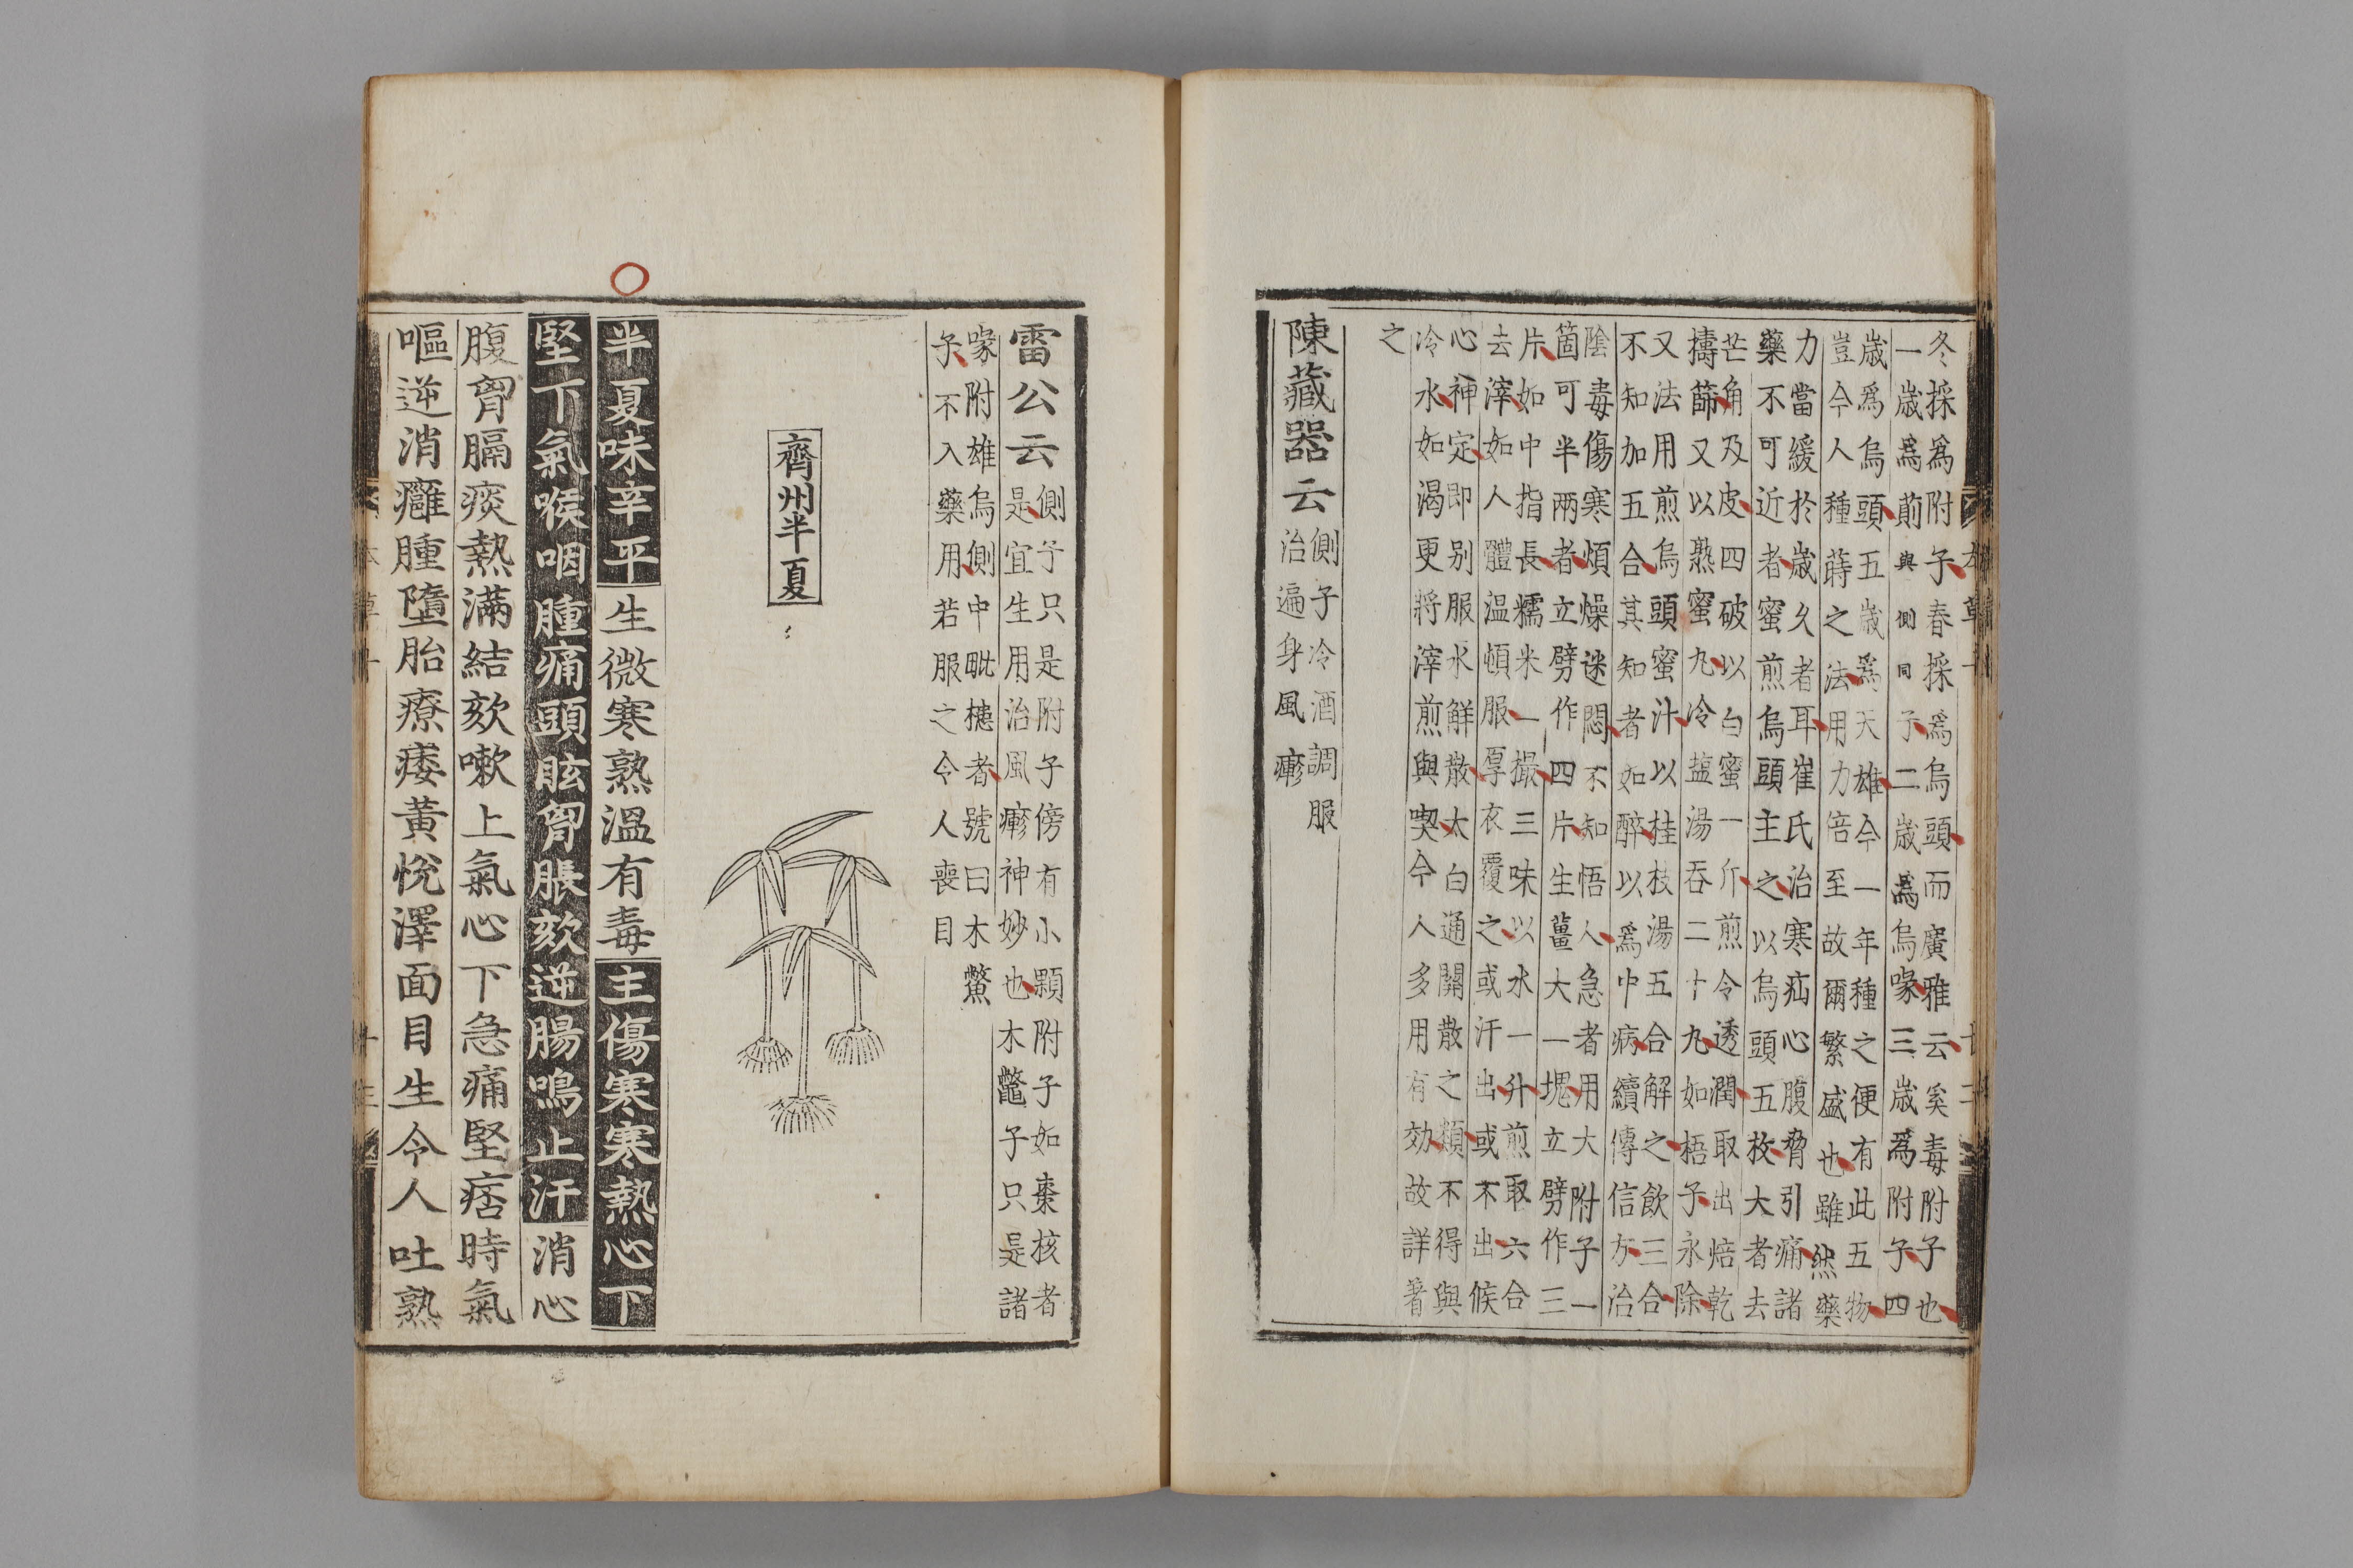 冬採爲附子春採爲烏頭而廣雅云奚毒附子也
一歲爲萴與側同子二歲爲烏喙三歲爲附子四
歲爲烏頭五歲爲天雄今一年種之便有此五物
豈今人種蒔之法用力倍至故爾繁盛也雖然藥
力當緩於歲久者耳崔氏治寒疝心腹脅引痛諸
藥不可近者蜜煎烏頭主之以烏頭五枚大者去
芒角及皮四破以白蜜一斤煎令透潤取出焙乾
擣篩又以熟蜜丸冷鹽湯吞二十丸如梧子永除
又法用煎烏頭蜜汁以桂枝湯五合解之飲三合
不知加五合其知者如醉以爲中病續傳信方治
陰毒傷寒煩燥迷悶不知悟人急者用大附子一
箇可半兩者立劈作四片生薑大一塊立劈作三
片如中指長糯米一撮三味以水一升煎取六合
去滓如人體溫頓服厚衣覆之或汗出或不出候
心神定即别服水解散太白通關散之類不得與
冷水如渴更將滓煎與喫今人多用有効故詳著
之
陳藏器云側子冷酒調服
治遍身風瘮
雷公云側子只是附子傍有小顆附子如棗核者
是宜生用治風瘮神妙也木鼈子只是諸
喙附雄烏側中毗槵者號曰木鱉
子不入藥用若服之令人喪目
齊州半夏
半夏味辛平生微寒熟溫有毒主傷寒寒熱心下
堅下氣喉咽腫痛頭眩胷脹欬逆腸鳴止汗消心
腹胷膈痰熱滿結欬嗽上氣心下急痛堅痞時氣
嘔逆消癰腫墮胎療痿黃悅澤面目生令人吐熟